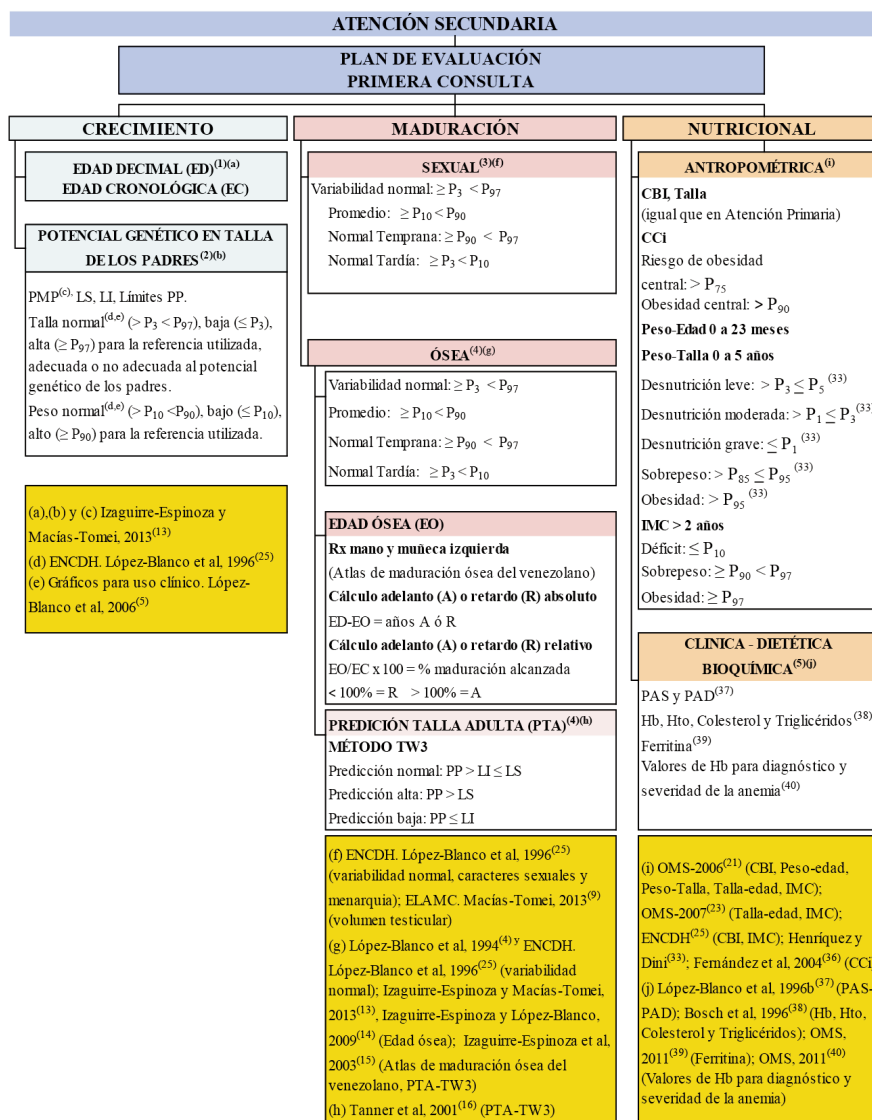 ATENCIÓN SECUNDARIA
PLAN DE EVALUACIÓN
PRIMERA CONSULTA
CRECIMIENTO
EDAD DECIMAL (ED)(1)(a)
EDAD CRONOLÓGICA (EC)
POTENCIAL GENÉTICO EN TALLA
DE LOS PADRES(2)(b)
PMP(c), LS, LI, Límites PP.
Talla normal(d,e) (> P3 < P97), baja (≤ P3),
alta (≥ P97) para la referencia utilizada,
adecuada o no adecuada al potencial
genético de los padres.
Peso normal(d,e) (> P10 <P90), bajo (≤ P10),
alto (≥ P90) para la referencia utilizada.
(a),(b) y (c) Izaguirre-Espinoza y
Macías-Tomei, 2013(13)
(d) ENCDH. López-Blanco et al, 1996(25)
(e) Gráficos para uso clínico. López-
Blanco et al, 2006(5)
MADURACIÓN
SEXUAL(3)(f)
Variabilidad normal: ≥ P3 < P97
Promedio: ≥ P10 < P90
Normal Temprana: ≥ P90 < P97
Normal Tardía: ≥ P3 < P10
ÓSEA(4)(g)
Variabilidad normal: ≥ P3 < P97
Promedio: ≥ P10 < P90
Normal Temprana: ≥ P90 < P97
Normal Tardía: ≥ P3 < P10
EDAD ÓSEA (EO)
Rx mano y muñeca izquierda
(Atlas de maduración ósea del venezolano)
Cálculo adelanto (A) o retardo (R) absoluto
ED-EO = años A ó R
Cálculo adelanto (A) o retardo (R) relativo
EO/EC x 100 = % maduración alcanzada
< 100% = R > 100% = A
PREDICIÓN TALLA ADULTA (PTA)(4)(h)
MÉTODO TW3
Predicción normal: PP > LI ≤ LS
Predicción alta: PP > LS
Predicción baja: PP ≤ LI
(f) ENCDH. López-Blanco et al, 1996(25)
(variabilidad normal, caracteres sexuales y
menarquia); ELAMC. Macías-Tomei, 2013(9)
(volumen testicular)
(g) López-Blanco et al, 1994(4) y ENCDH.
López-Blanco et al, 1996(25) (variabilidad
normal); Izaguirre-Espinoza y Macías-Tomei,
2013(13), Izaguirre-Espinoza y López-Blanco,
2009(14) (Edad ósea); Izaguirre-Espinoza et al,
2003(15) (Atlas de maduración ósea del
venezolano, PTA-TW3)
(h) Tanner et al, 2001(16) (PTA-TW3)
NUTRICIONAL
ANTROPOMÉTRICA(i)
CBI, Talla
(igual que en Atención Primaria)
CCi
Riesgo de obesidad
central: > P75
Obesidad central: > P90
Peso-Edad 0 a 23 meses
Peso-Talla 0 a 5 años
Desnutrición leve: > P3 ≤ P5 (33)
Desnutrición moderada: > P1 ≤ P3(33)
Desnutrición grave: ≤ P1 (33)
Sobrepeso: > P85 ≤ P95 (33)
Obesidad: > P95 (33)
IMC > 2 años
Déficit: ≤ P10
Sobrepeso: ≥ P90 < P97
Obesidad: ≥ P97
CLINICA - DIETÉTICA
BIOQUÍMICA(5)(j)
PAS y PAD(37)
Hb, Hto, Colesterol y Triglicéridos(38)
Ferritina(39)
Valores de Hb para diagnóstico y
severidad de la anemia(40)
(i) OMS-2006(21) (CBI, Peso-edad,
Peso-Talla, Talla-edad, IMC);
OMS-2007(23) (Talla-edad, IMC);
ENCDH(25) (CBI, IMC); Henríquez y
Dini(33); Fernández et al, 2004(36) (CCi)
(j) López-Blanco et al, 1996b(37) (PAS-
PAD); Bosch et al, 1996(38) (Hb, Hto,
Colesterol y Triglicéridos); OMS,
2011(39) (Ferritina); OMS, 2011(40)
(Valores de Hb para diagnóstico y
severidad de la anemia)